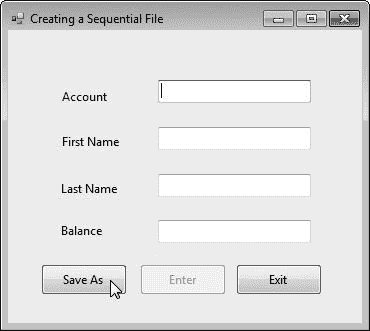 Creating a Sequential File
Account
First Name
Last Name
Balance
Save As Enter Exit